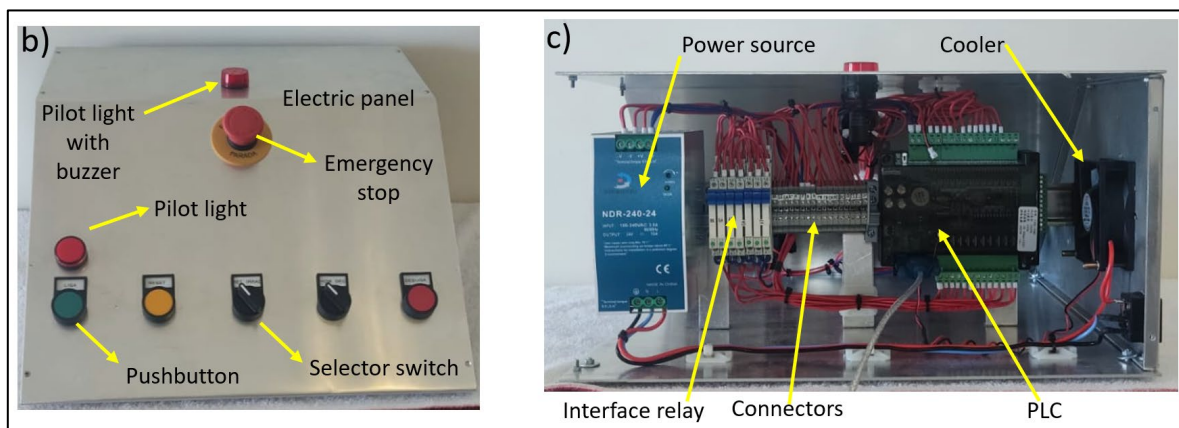 b)
Pilot light
with
buzzer
Electric panel
Emergency
stop
Pilot light
Pushbutton
Selector switch
c)
Power source
Cooler
NDR-240-24
Interface relay
Connectors
PLC